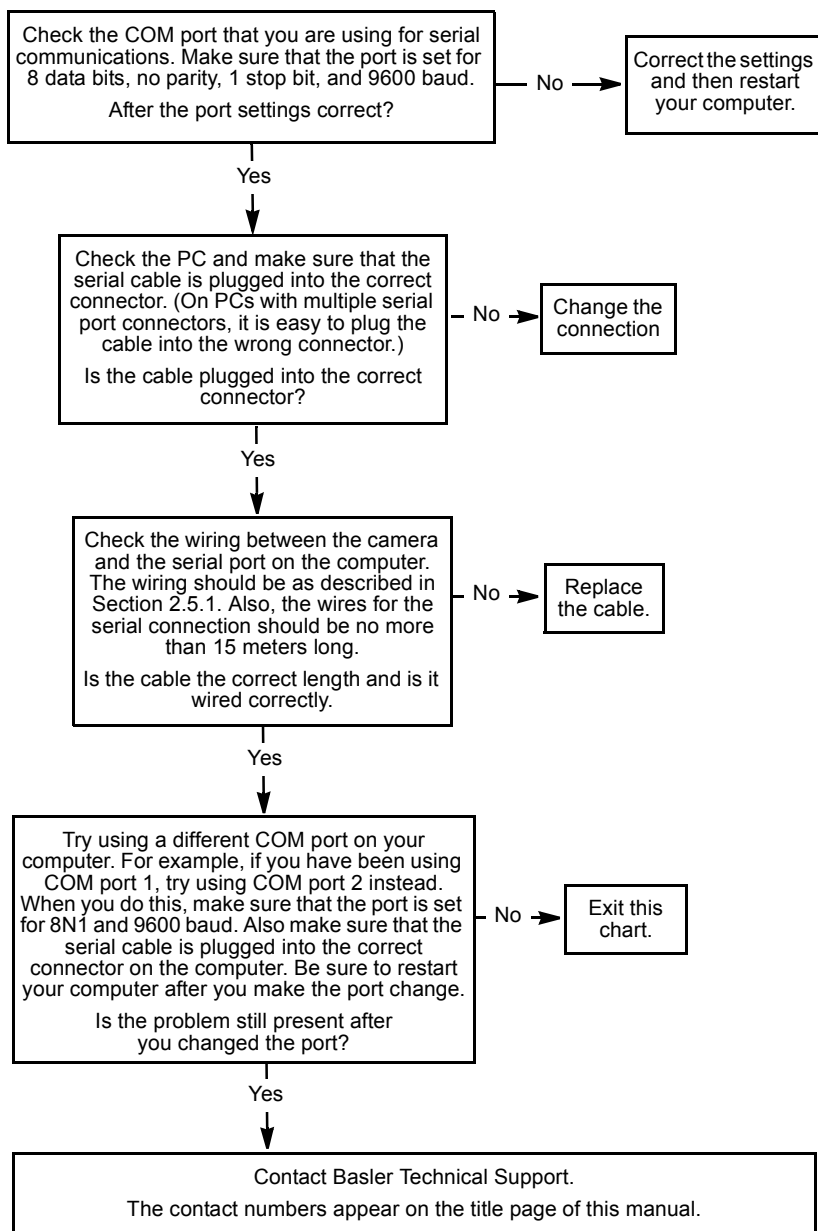 Check the COM port that you are using for serial
communications. Make sure that the port is set for
8 data bits, no parity, 1 stop bit, and 9600 baud.
After the port settings correct?
No
Correct the settings
and then restart
your computer.
Yes
Check the PC and make sure that the
serial cable is plugged into the correct
connector. (On PCs with multiple serial
port connectors, it is easy to plug the
cable into the wrong connector.)
Is the cable plugged into the correct
connector?
No
Change the
connection
Yes
Check the wiring between the camera
and the serial port on the computer.
The wiring should be as described in
Section 2.5.1. Also, the wires for the
serial connection should be no more
than 15 meters long.
Is the cable the correct length and is it
wired correctly.
No
Replace
the cable.
Yes
Try using a different COM port on your
computer. For example, if you have been using
COM port 1, try using COM port 2 instead.
When you do this, make sure that the port is set
for 8N1 and 9600 baud. Also make sure that the
serial cable is plugged into the correct
connector on the computer. Be sure to restart
your computer after you make the port change.
Is the problem still present after
you changed the port?
No
Exit this
chart.
Yes
Contact Basler Technical Support.
The contact numbers appear on the title page of this manual.